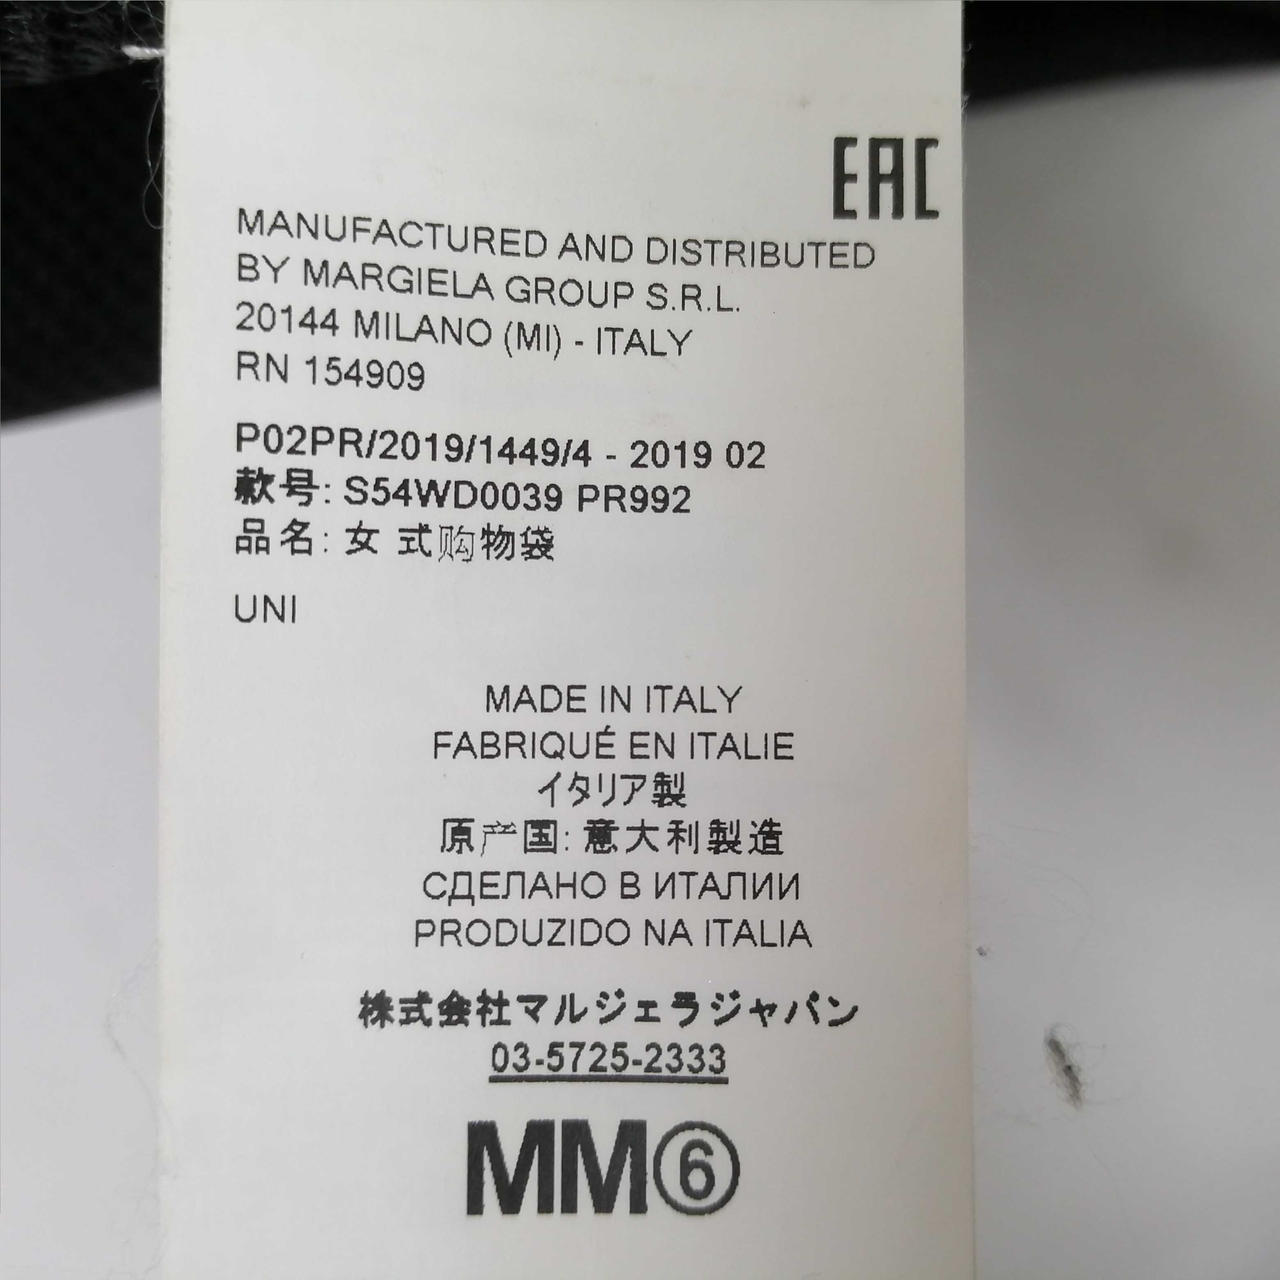 EAC
MANUFACTURED AND DISTRIBUTED
BY MARGIELA GROUP S.R.L.
20144 MILANO (MI) - ITALY
RN 154909
P02PR/2019/1449/4 - 2019 02
款号: S54WD0039 PR992
品名: 女 式购物袋
UNI
MADE IN ITALY
FABRIQUÉ EN ITALIE
イタリア製
原产国: 意大利製造
СДЕЛАНО В ИТАЛИИ
PRODUZIDO NA ITALIA
株式会社マルジェラジャパン
03-5725-2333
MM⑥